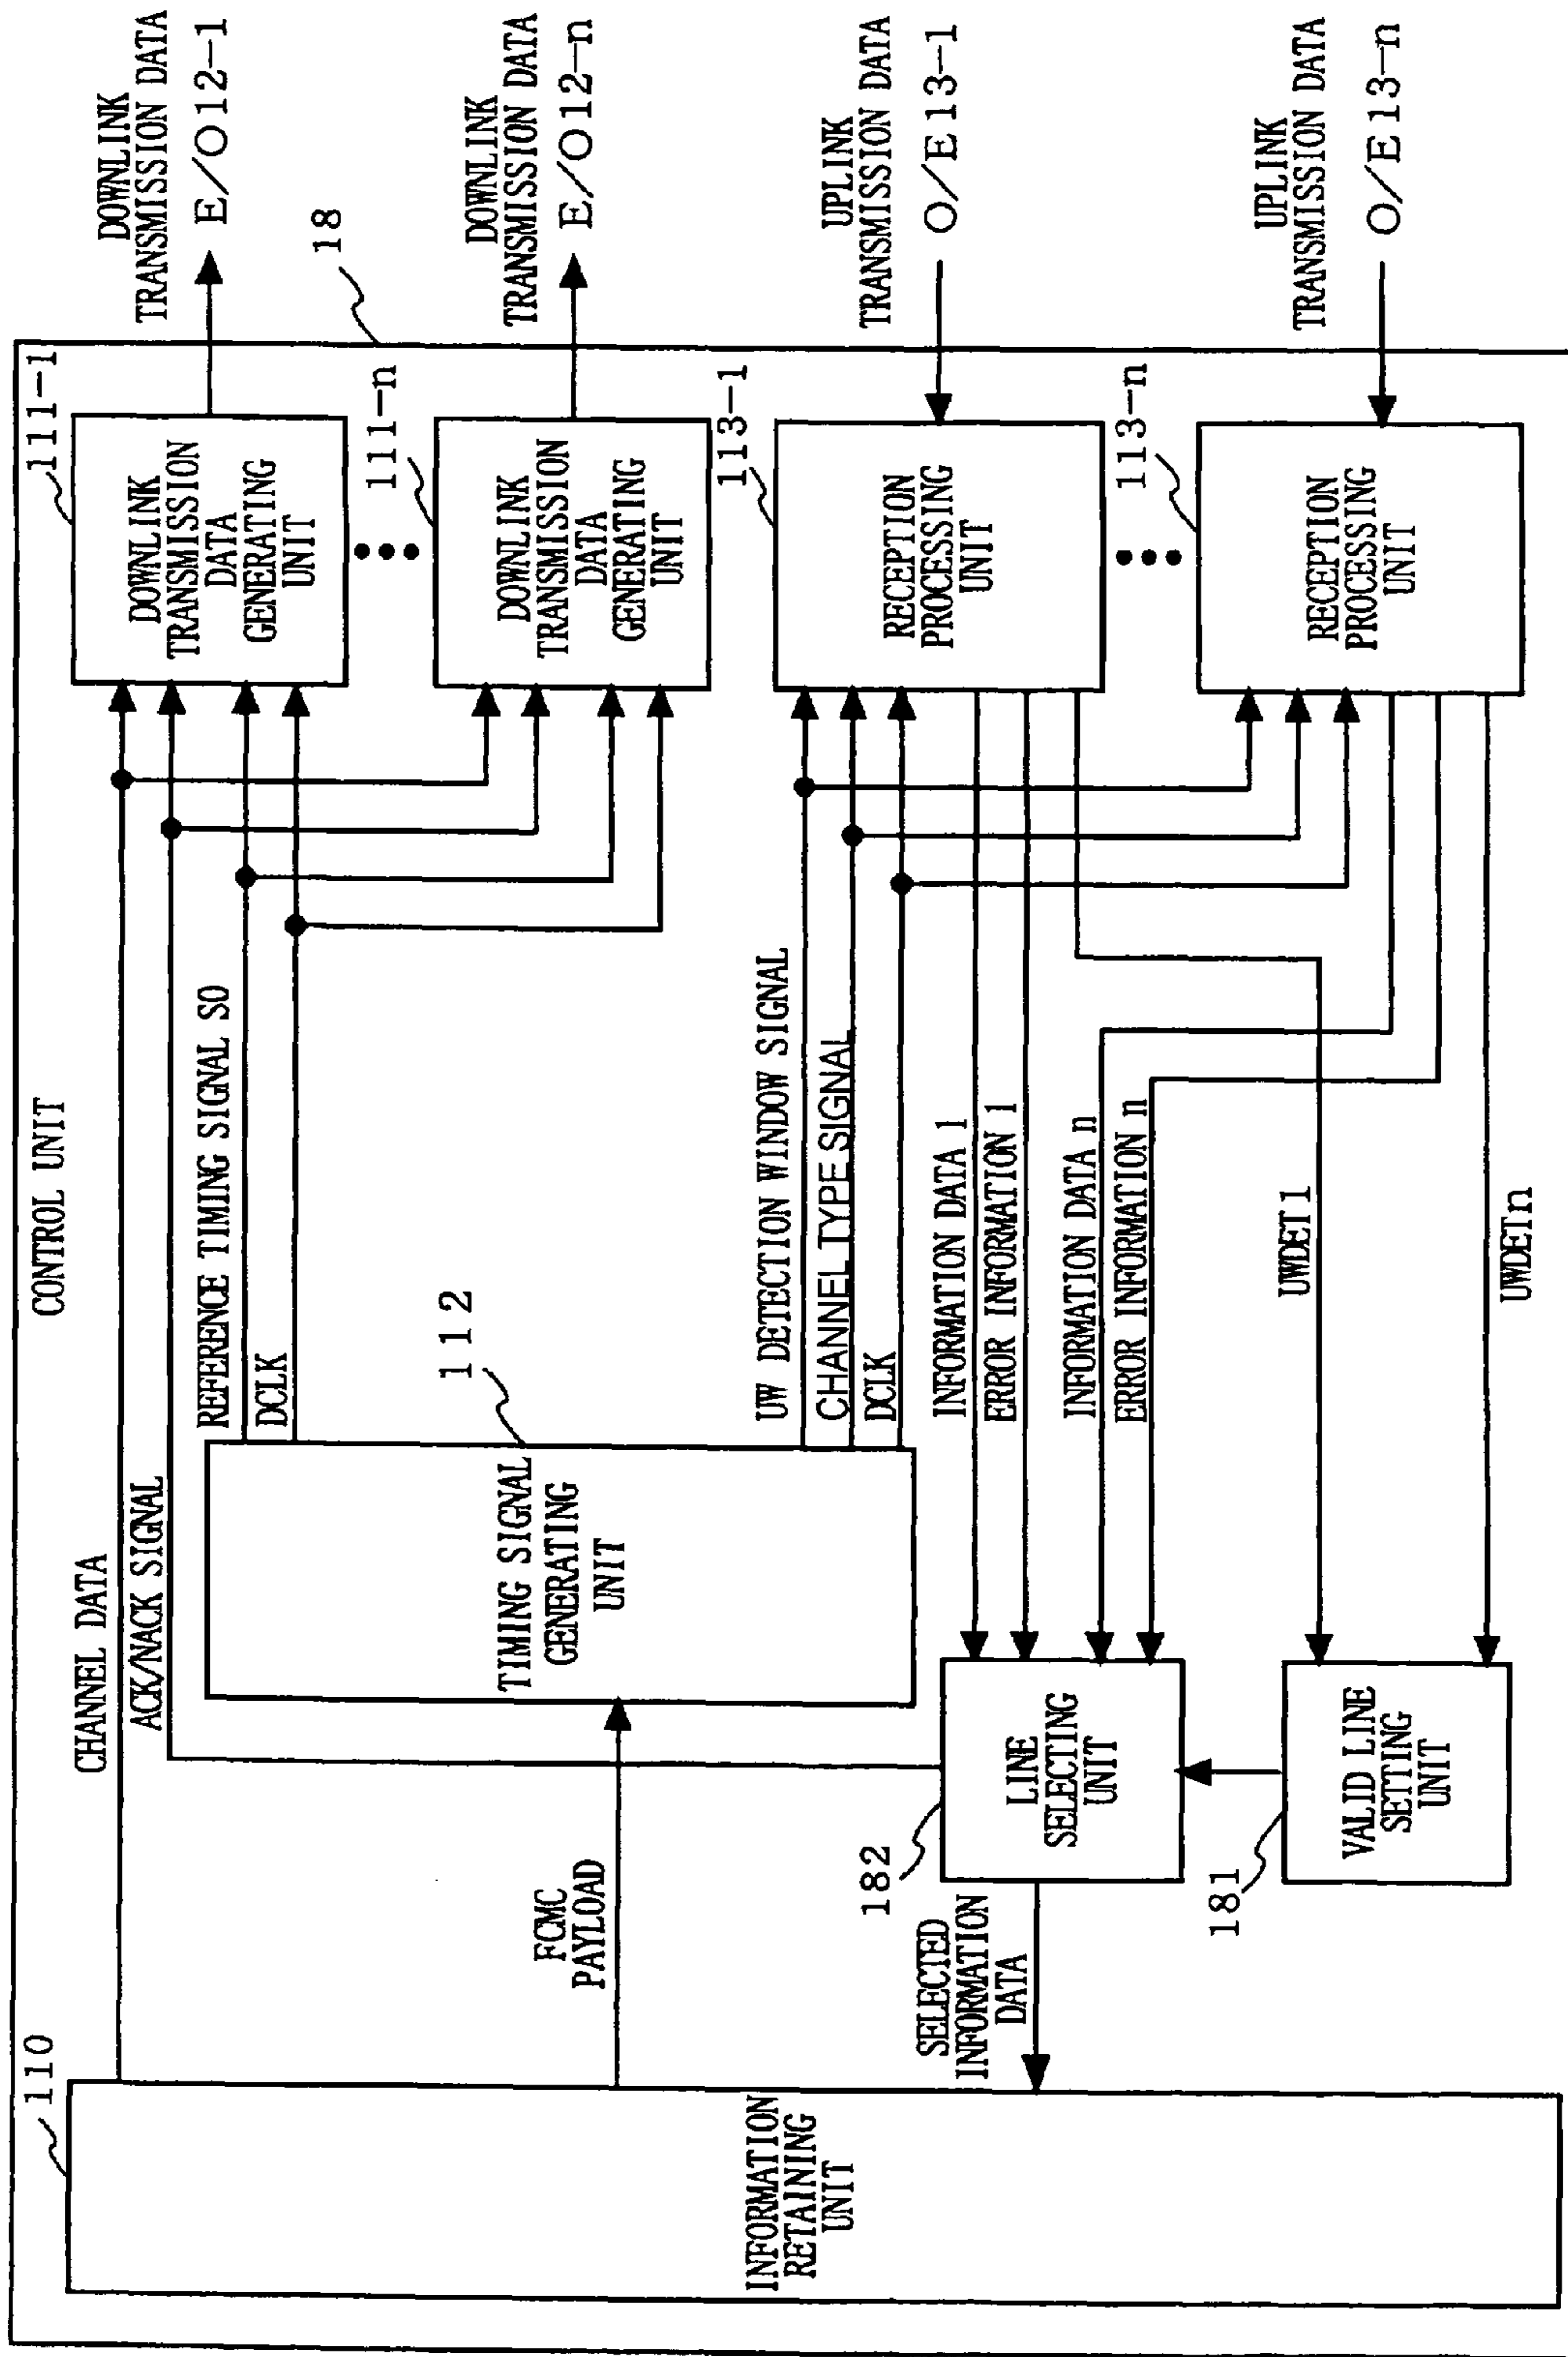 CONTROL UNIT
18
110
INFORMATION
RETAINING
UNIT
CHANNEL DATA
ACK/NACK SIGNAL
FCMC
PAYLOAD
TIMING SIGNAL
GENERATING
UNIT
112
REFERENCE TIMING SIGNAL S0
DCLK
111-1
DOWNLINK
TRANSMISSION
DATA
GENERATING
UNIT
DOWNLINK
TRANSMISSION DATA
E/O12-1
111-n
DOWNLINK
TRANSMISSION
DATA
GENERATING
UNIT
DOWNLINK
TRANSMISSION DATA
E/O12-n
UW DETECTION WINDOW SIGNAL
CHANNEL TYPE SIGNAL
DCLK
INFORMATION DATA 1
ERROR INFORMATION 1
INFORMATION DATA n
ERROR INFORMATION n
UWDET1
UWDETn
113-1
RECEPTION
PROCESSING
UNIT
UPLINK
TRANSMISSION DATA
O/E13-1
113-n
RECEPTION
PROCESSING
UNIT
UPLINK
TRANSMISSION DATA
O/E13-n
SELECTED
INFORMATION
DATA
182
LINE
SELECTING
UNIT
181
VALID LINE
SETTING
UNIT